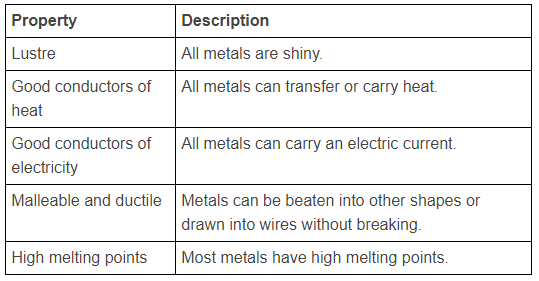 Property Description
Lustre All metals are shiny.
Good conductors of All metals can transfer or carry heat.
heat
Good conductors of All metals can carry an electric current.
electricity
Malleable and ductile Metals can be beaten into other shapes or
drawn into wires without breaking.
High melting points Most metals have high melting points.